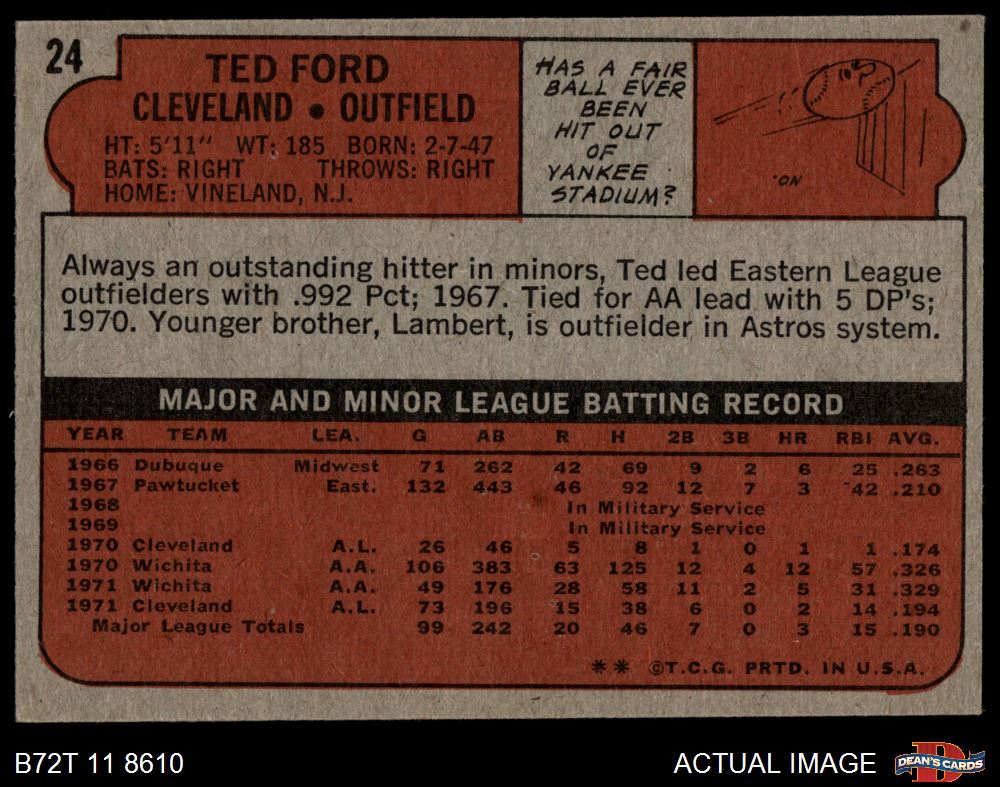 24
TED FORD
CLEVELAND • OUTFIELD
HT: 5'11" WT: 185 BORN: 2-7-47
BATS: RIGHT THROWS: RIGHT
HOME: VINELAND, N.J.
HAS A FAIR
BALL EVER
BEEN
HIT OUT
OF
YANKEE
STADIUM?
NO.
Always an outstanding hitter in minors, Ted led Eastern League
outfielders with .992 Pct; 1967. Tied for AA lead with 5 DP's;
1970. Younger brother, Lambert, is outfielder in Astros system.
MAJOR AND MINOR LEAGUE BATTING RECORD
YEAR TEAM LEA. G AB R H 2B 3B HR RBI AVG.
1966 Dubuque Midwest 71 262 42 69 9 2 6 25 .263
1967 Pawtucket East. 132 443 46 92 12 7 3 42 .210
1968 In Military Service
1969 In Military Service
1970 Cleveland A.L. 26 46 5 8 1 0 1 1 .174
1970 Wichita A.A. 106 383 63 125 12 4 12 57 .326
1971 Wichita A.A. 49 176 28 58 11 2 5 31 .329
1971 Cleveland A.L. 73 196 15 38 6 0 2 14 .194
Major League Totals 99 242 20 46 7 0 3 15 .190
** ©T.C.G. PRTD. IN U.S.A.
B72T 11 8610
ACTUAL IMAGE
DEAN'S CARDS